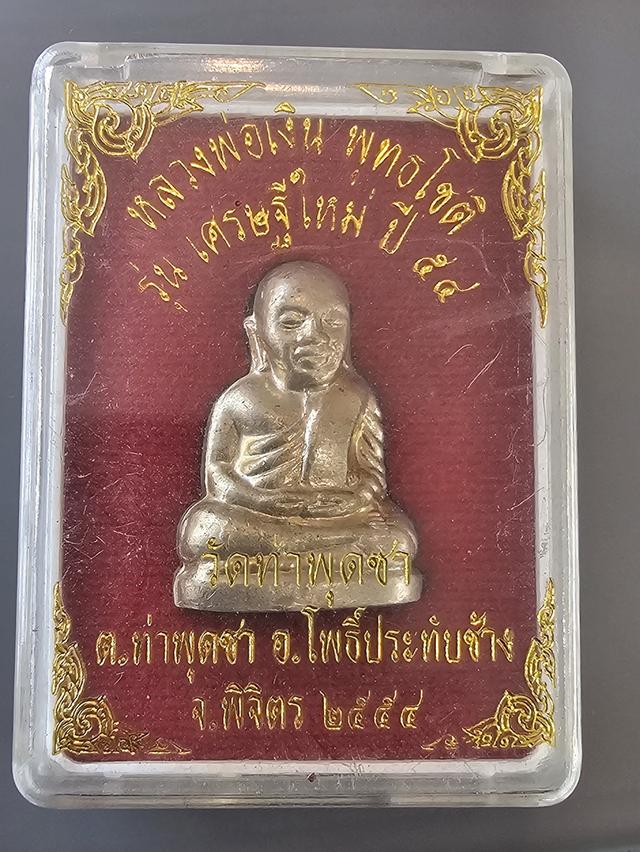 หลวงพ่อเงิน พุทธโชติ
รุ่น เศรษฐีใหม่ ปี ๕๔
วัดท่าพุดซา
ต.ท่าพุดซา อ.โพธิ์ประทับช้าง
จ.พิจิตร ๒๕๕๔